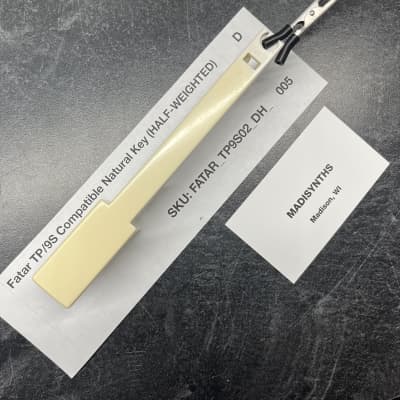 Fatar TP/9S Compatible Natural Key (HALF-WEIGHTED) D
SKU: FATAR_TP9S02_DH_ 005
MADISYNTHS
Madison, WI